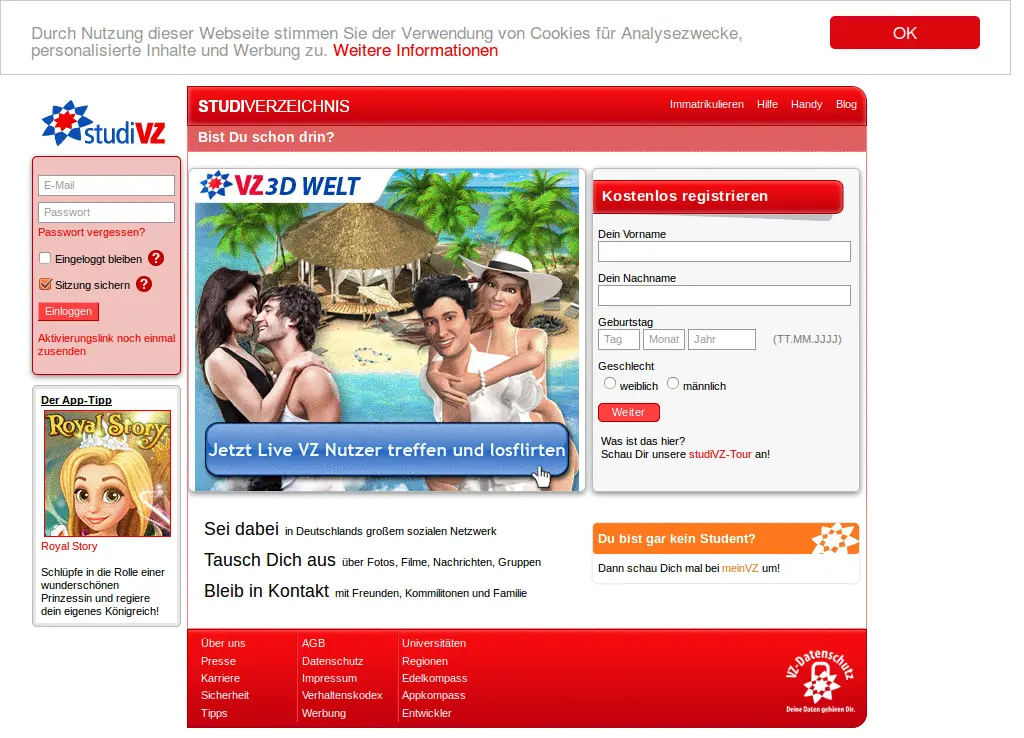 Durch Nutzung dieser Webseite stimmen Sie der Verwendung von Cookies für Analysezwecke,
personalisierte Inhalte und Werbung zu. Weitere Informationen
OK
studiVZ
STUDIVERZEICHNIS
Immatrikulieren Hilfe Handy Blog
Bist Du schon drin?
E-Mail
Passwort
Passwort vergessen?
Eingeloggt bleiben ?
Sitzung sichern ?
Einloggen
Aktivierungslink noch einmal
zusenden
Der App-Tipp
Royal Story
Royal Story
Schlüpfe in die Rolle einer
wunderschönen
Prinzessin und regiere
dein eigenes Königreich!
VZ 3D WELT
Jetzt Live VZ Nutzer treffen und losflirten
Kostenlos registrieren
Dein Vorname
Dein Nachname
Geburtstag
Tag Monat Jahr (TT.MM.JJJJ)
Geschlecht
weiblich männlich
Weiter
Was ist das hier?
Schau Dir unsere studiVZ-Tour an!
Sei dabei in Deutschlands großem sozialen Netzwerk
Tausch Dich aus über Fotos, Filme, Nachrichten, Gruppen
Bleib in Kontakt mit Freunden, Kommilitonen und Familie
Du bist gar kein Student?
Dann schau Dich mal bei meinVZ um!
Über uns
Presse
Karriere
Sicherheit
Tipps
AGB
Datenschutz
Impressum
Verhaltenskodex
Werbung
Universitäten
Regionen
Edelkompass
Appkompass
Entwickler
VZ-Datenschutz
Deine Daten gehören Dir.